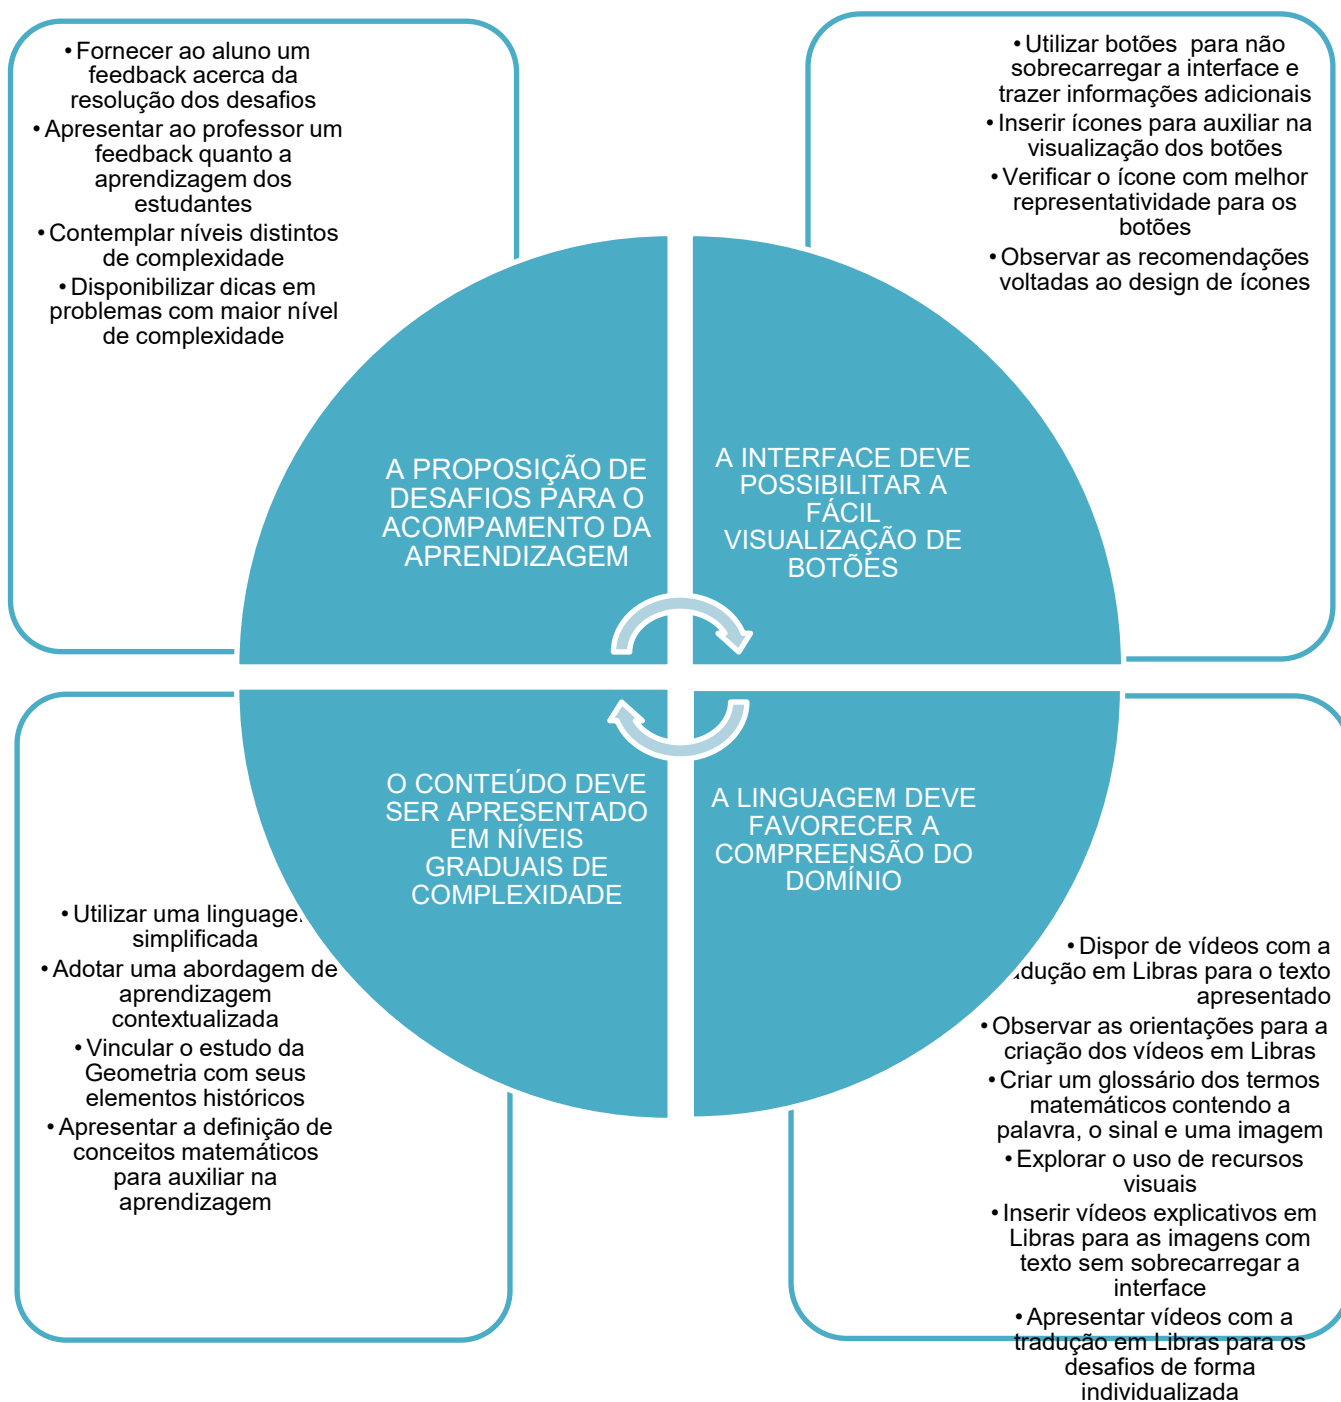 •Fornecer ao aluno um
feedback acerca da
resolução dos desafios
•Apresentar ao professor um
feedback quanto a
aprendizagem dos
estudantes
•Contemplar níveis distintos
de complexidade
•Disponibilizar dicas em
problemas com maior nível
de complexidade
•Utilizar botões para não
sobrecarregar a interface e
trazer informações adicionais
•Inserir ícones para auxiliar na
visualização dos botões
•Verificar o ícone com melhor
representatividade para os
botões
•Observar as recomendações
voltadas ao design de ícones
A PROPOSIÇÃO DE
DESAFIOS PARA O
ACOMPAMENTO DA
APRENDIZAGEM
A INTERFACE DEVE
POSSIBILITAR A
FÁCIL
VISUALIZAÇÃO DE
BOTÕES
O CONTEÚDO DEVE
SER APRESENTADO
EM NÍVEIS
GRADUAIS DE
COMPLEXIDADE
A LINGUAGEM DEVE
FAVORECER A
COMPREENSÃO DO
DOMÍNIO
•Utilizar uma
simplificada
•Adotar uma abordagem de
aprendizagem
contextualizada
•Vincular o estudo da
Geometria com seus
elementos históricos
•Apresentar a definição de
conceitos matemáticos
para auxiliar na
aprendizagem
•Dispor de vídeos com a
em Libras para o texto
apresentado
•Observar as orientações para a
criação dos vídeos em Libras
•Criar um glossário dos termos
matemáticos contendo a
palavra, o sinal e uma imagem
•Explorar o uso de recursos
visuais
•Inserir vídeos explicativos em
Libras para as imagens com
texto sem sobrecarregar a
interface
•Apresentar vídeos com a
tradução em Libras para os
desafios de forma
individualizada